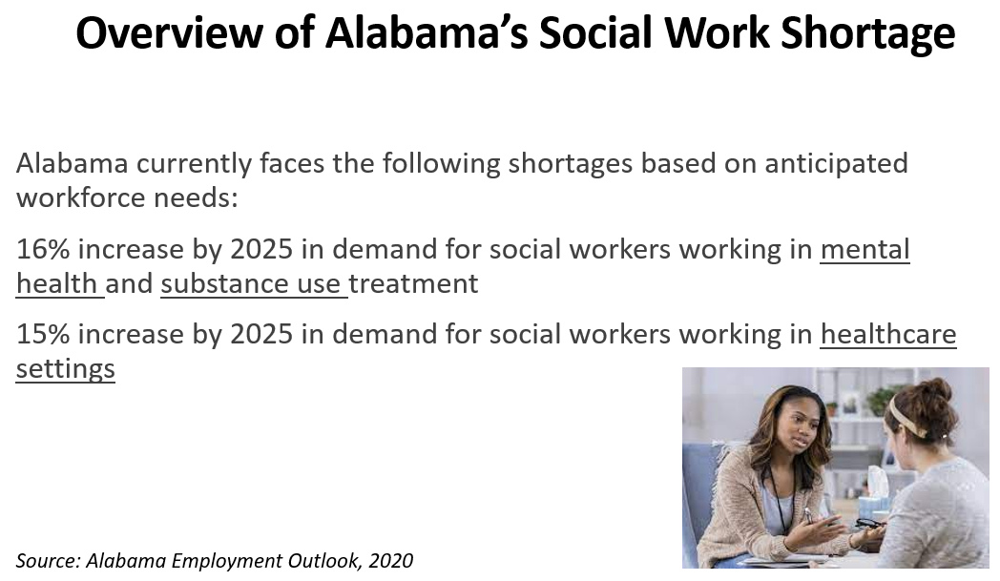 Overview of Alabama’s Social Work Shortage
Alabama currently faces the following shortages based on anticipated
workforce needs:
16% increase by 2025 in demand for social workers working in mental
health and substance use treatment
15% increase by 2025 in demand for social workers working in healthcare
settings
Source: Alabama Employment Outlook, 2020